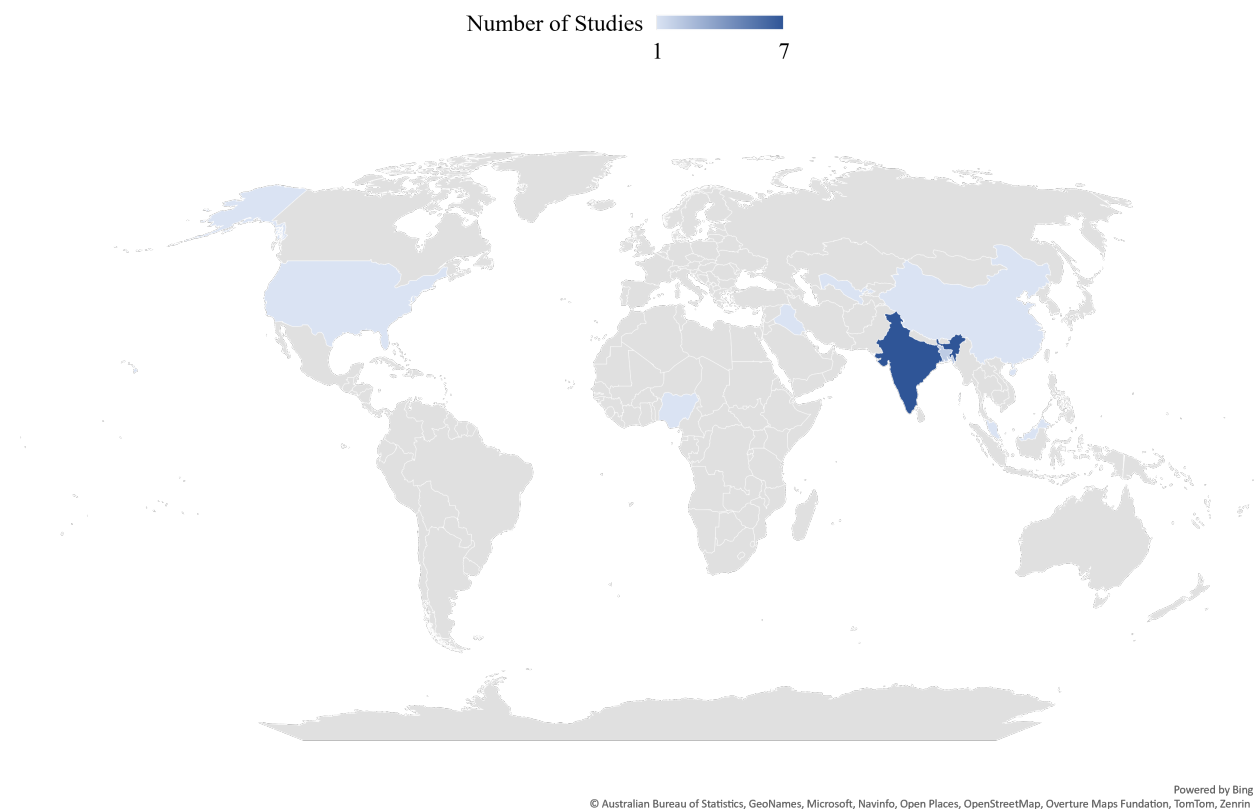 Number of Studies
1 7
Powered by Bing
© Australian Bureau of Statistics, GeoNames, Microsoft, Navinfo, Open Places, OpenStreetMap, Overture Maps Fundation, TomTom, Zenrin